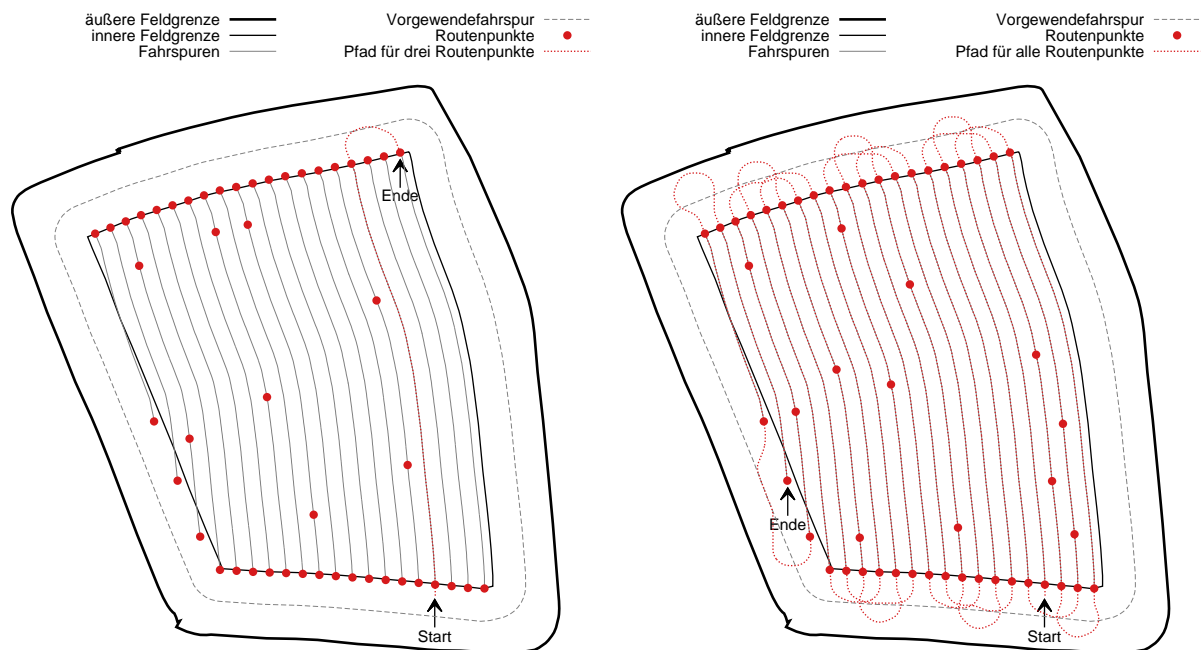 äußere Feldgrenze
innere Feldgrenze
Fahrspuren
Vorgewendefahrspur
Routenpunkte
Pfad für drei Routenpunkte
Ende
Start
äußere Feldgrenze
innere Feldgrenze
Fahrspuren
Vorgewendefahrspur
Routenpunkte
Pfad für alle Routenpunkte
Ende
Start